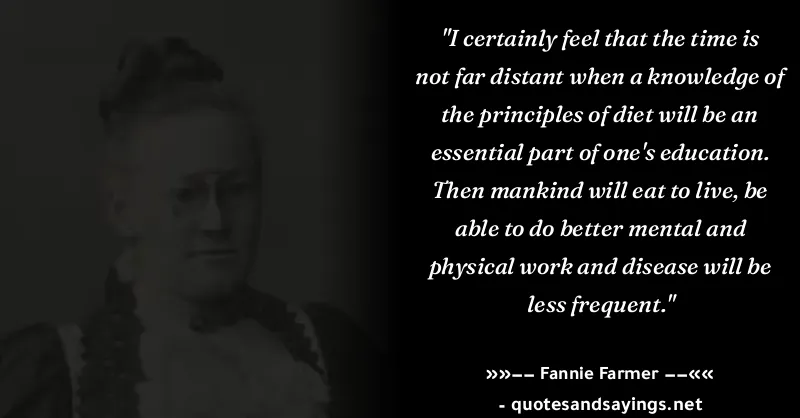 "I certainly feel that the time is
not far distant when a knowledge of
the principles of diet will be an
essential part of one's education.
Then mankind will eat to live, be
able to do better mental and
physical work and disease will be
less frequent."
»»−− Fannie Farmer −−««
- quotesandsayings.net